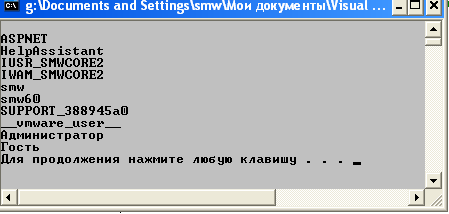 g:\Documents and Settings\smw\Мои документы\Visual ...
ASPNET
HelpAssistant
IUSR_SMWCORE2
IWAM_SMWCORE2
smw
smw60
SUPPORT_388945a0
__vmware_user__
Администратор
Гость
Для продолжения нажмите любую клавишу . . . _